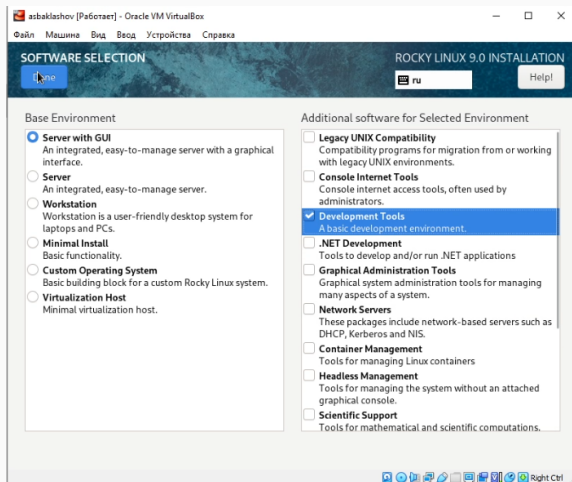 asbaklashov [Работает] - Oracle VM VirtualBox
Файл Машина Вид Ввод Устройства Справка
SOFTWARE SELECTION
Done
ROCKY LINUX 9.0 INSTALLATION
ru
Help!
Base Environment
Server with GUI
An integrated, easy-to-manage server with a graphical
interface.
Server
An integrated, easy-to-manage server.
Workstation
Workstation is a user-friendly desktop system for
laptops and PCs.
Minimal Install
Basic functionality.
Custom Operating System
Basic building block for a custom Rocky Linux system.
Virtualization Host
Minimal virtualization host.
Additional software for Selected Environment
Legacy UNIX Compatibility
Compatibility programs for migration from or working
with legacy UNIX environments.
Console Internet Tools
Console internet access tools, often used by
administrators.
Development Tools
A basic development environment.
.NET Development
Tools to develop and/or run .NET applications
Graphical Administration Tools
Graphical system administration tools for managing
many aspects of a system.
Network Servers
These packages include network-based servers such as
DHCP, Kerberos and NIS.
Container Management
Tools for managing Linux containers
Headless Management
Tools for managing the system without an attached
graphical console.
Scientific Support
Tools for mathematical and scientific computations.
Right Ctrl